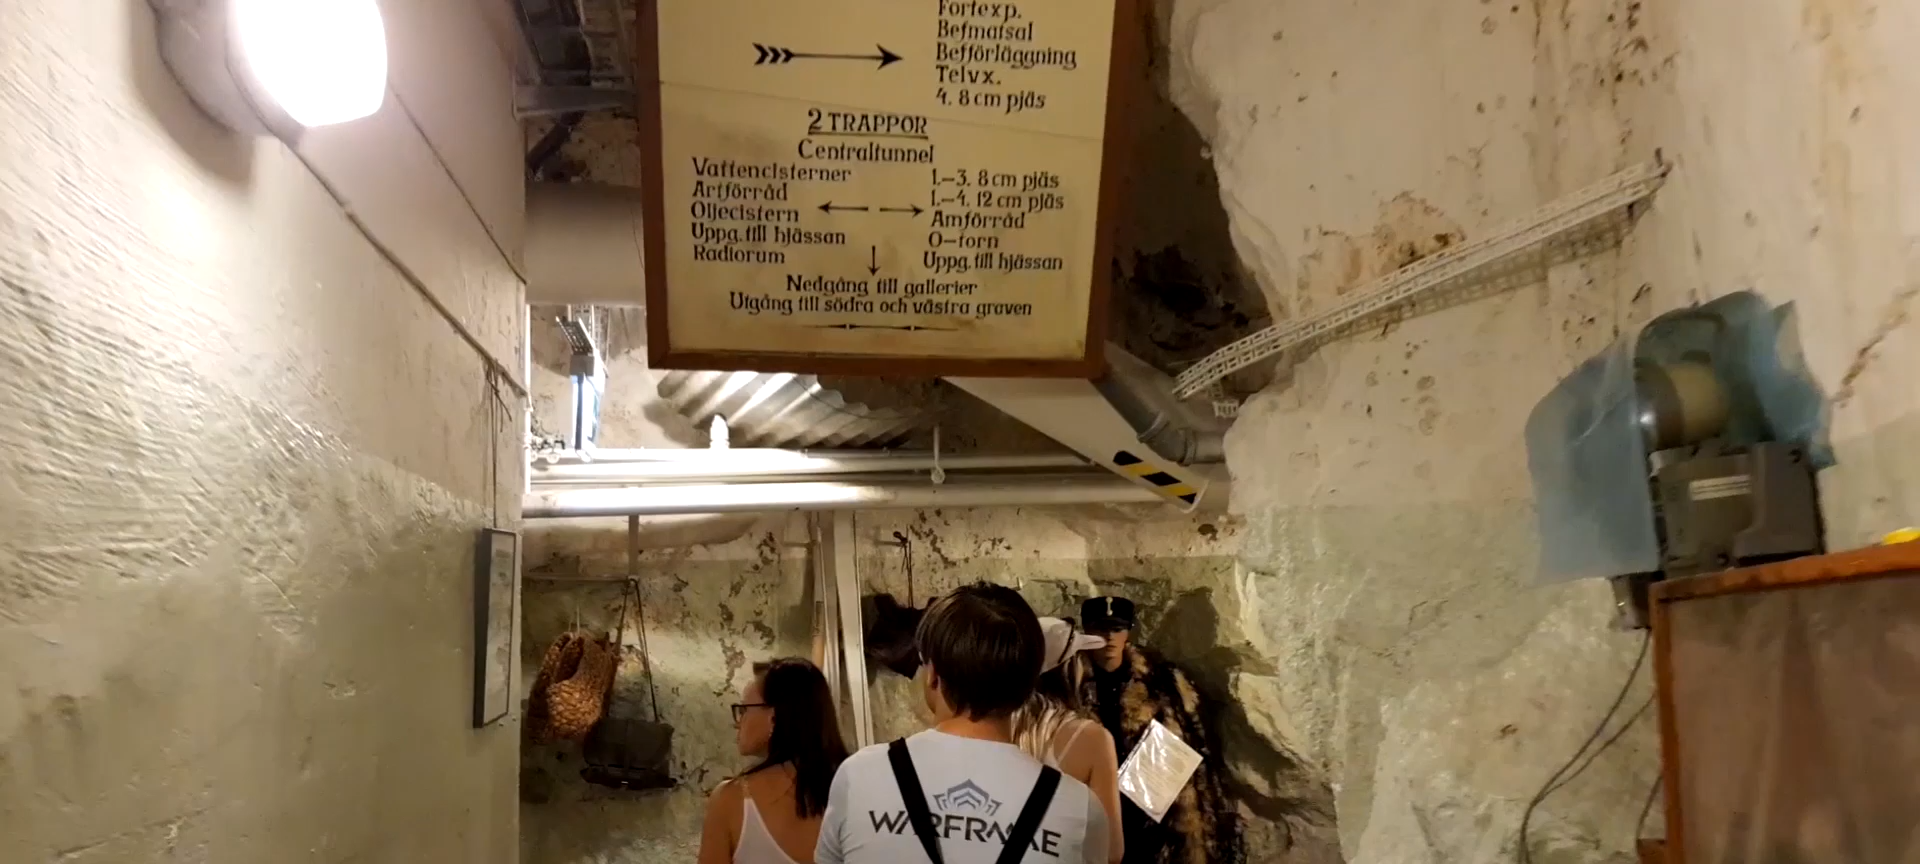 Fortexp.
Befmatsal
Befförläggning
Telvx.
4. 8 cm pjäs
2 TRAPPOR
Centraltunnel
Vattencisterner
Artförråd
Oljecistern
Uppg. till hjässan
Radiorum
1.–3. 8 cm pjäs
1.–4. 12 cm pjäs
Amförråd
O–torn
Uppg. till hjässan
Nedgång till gallerier
Utgång till södra och västra graven
WARFRAME